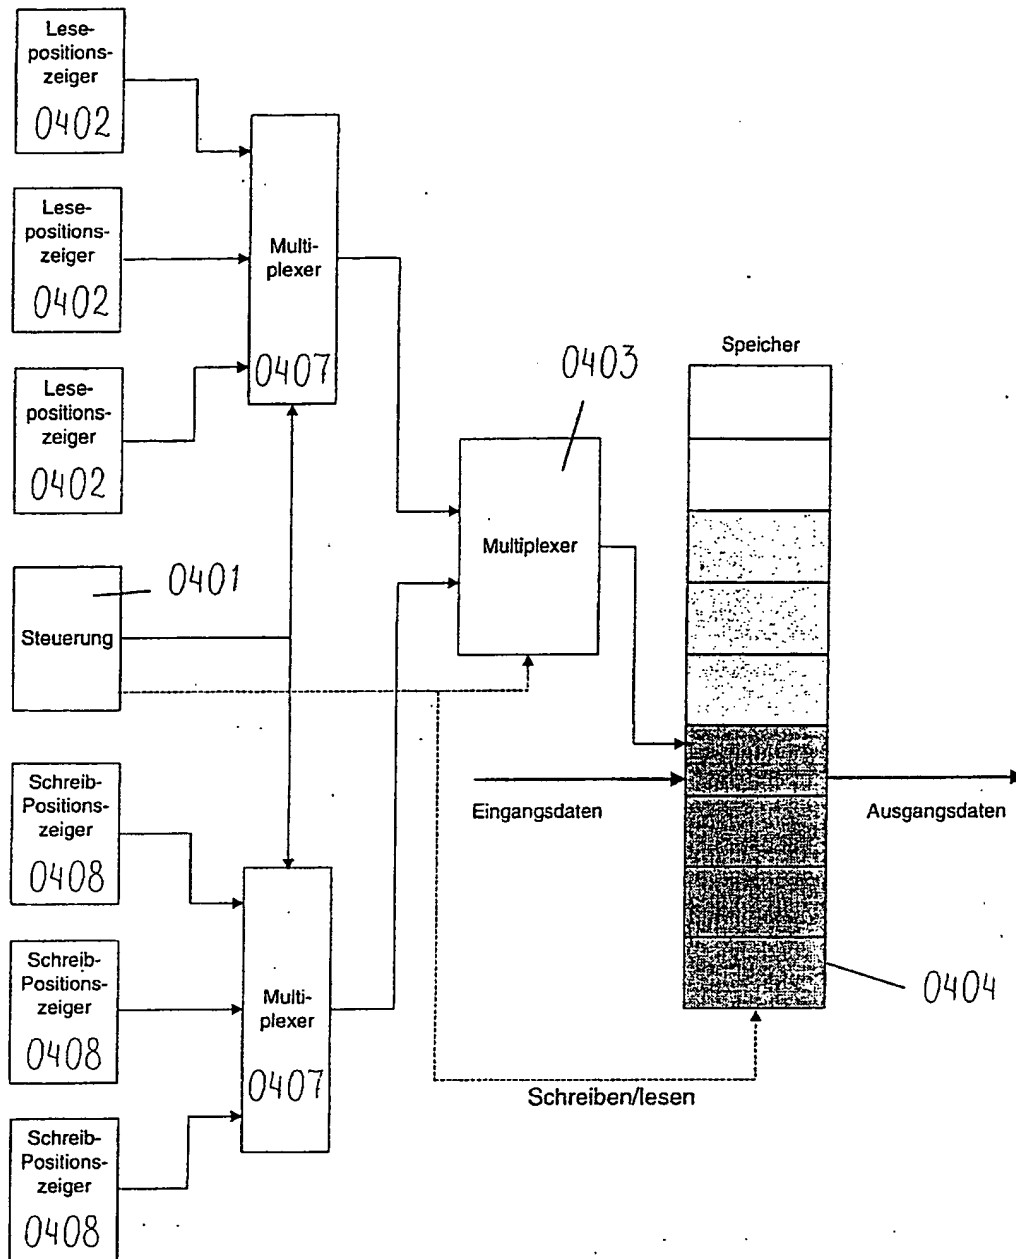 Lese-
positions-
zeiger
0402
Lese-
positions-
zeiger
0402
Lese-
positions-
zeiger
0402
Multi-
plexer
0407
0403
Speicher
Multiplexer
0401
Steuerung
Schreib-
Positions-
zeiger
0408
Schreib-
Positions-
zeiger
0408
Schreib-
Positions-
zeiger
0408
Multi-
plexer
0407
Eingangsdaten
Ausgangsdaten
0404
Schreiben/lesen